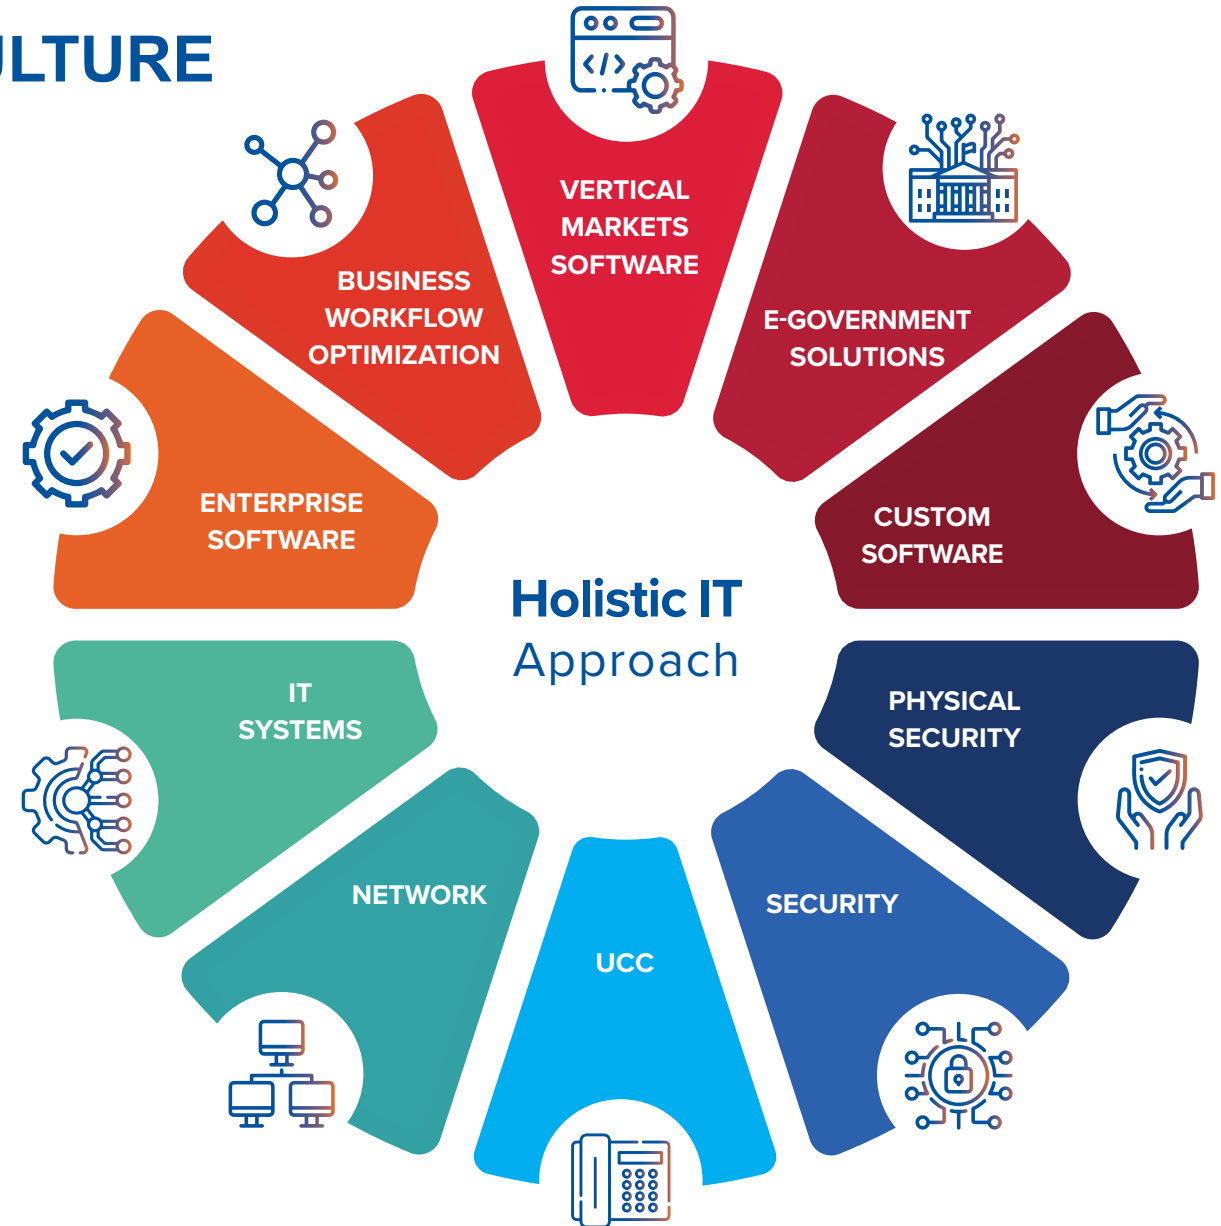 ULTURE
VERTICAL
MARKETS
SOFTWARE
E-GOVERNMENT
SOLUTIONS
CUSTOM
SOFTWARE
PHYSICAL
SECURITY
SECURITY
UCC
NETWORK
IT
SYSTEMS
ENTERPRISE
SOFTWARE
BUSINESS
WORKFLOW
OPTIMIZATION
Holistic IT
Approach